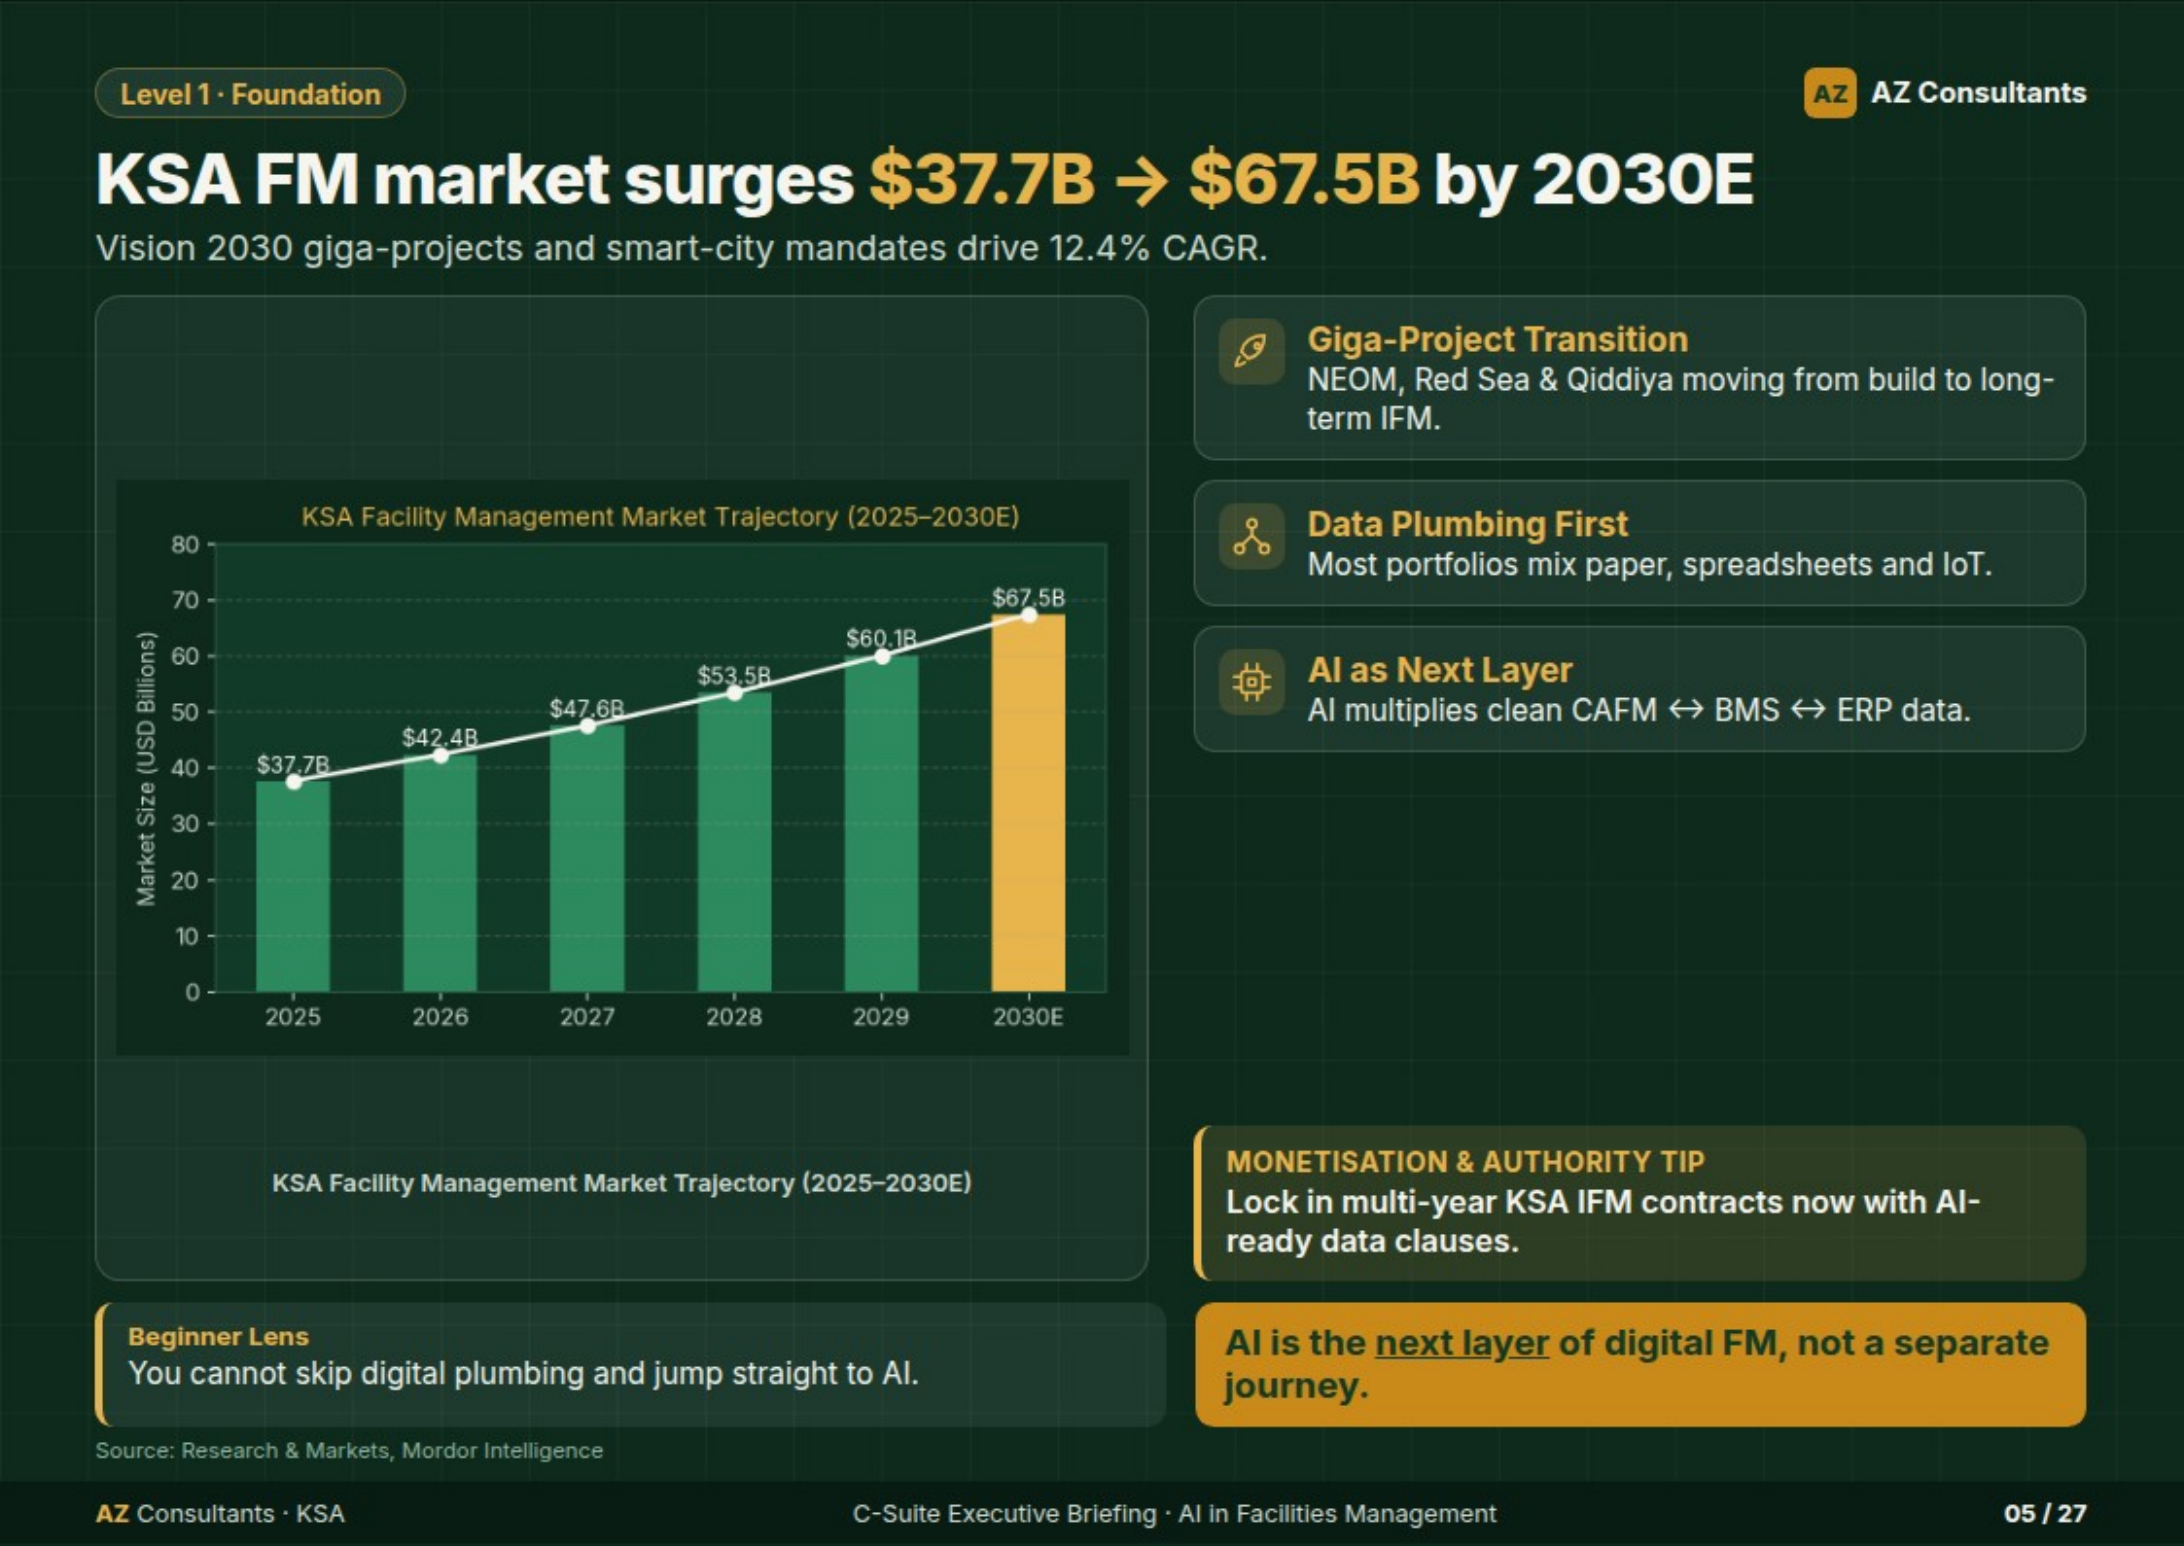 Level 1 · Foundation
AZ AZ Consultants
KSA FM market surges $37.7B → $67.5B by 2030E
Vision 2030 giga-projects and smart-city mandates drive 12.4% CAGR.
KSA Facility Management Market Trajectory (2025–2030E)
Market Size (USD Billions)
80
70
60
50
40
30
20
10
0
$37.7B
$42.4B
$47.6B
$53.5B
$60.1B
$67.5B
2025
2026
2027
2028
2029
2030E
KSA Facility Management Market Trajectory (2025–2030E)
Giga-Project Transition
NEOM, Red Sea & Qiddiya moving from build to long-
term IFM.
Data Plumbing First
Most portfolios mix paper, spreadsheets and IoT.
AI as Next Layer
AI multiplies clean CAFM ↔ BMS ↔ ERP data.
MONETISATION & AUTHORITY TIP
Lock in multi-year KSA IFM contracts now with AI-
ready data clauses.
Beginner Lens
You cannot skip digital plumbing and jump straight to AI.
AI is the next layer of digital FM, not a separate
journey.
Source: Research & Markets, Mordor Intelligence
AZ Consultants · KSA
C-Suite Executive Briefing · AI in Facilities Management
05 / 27